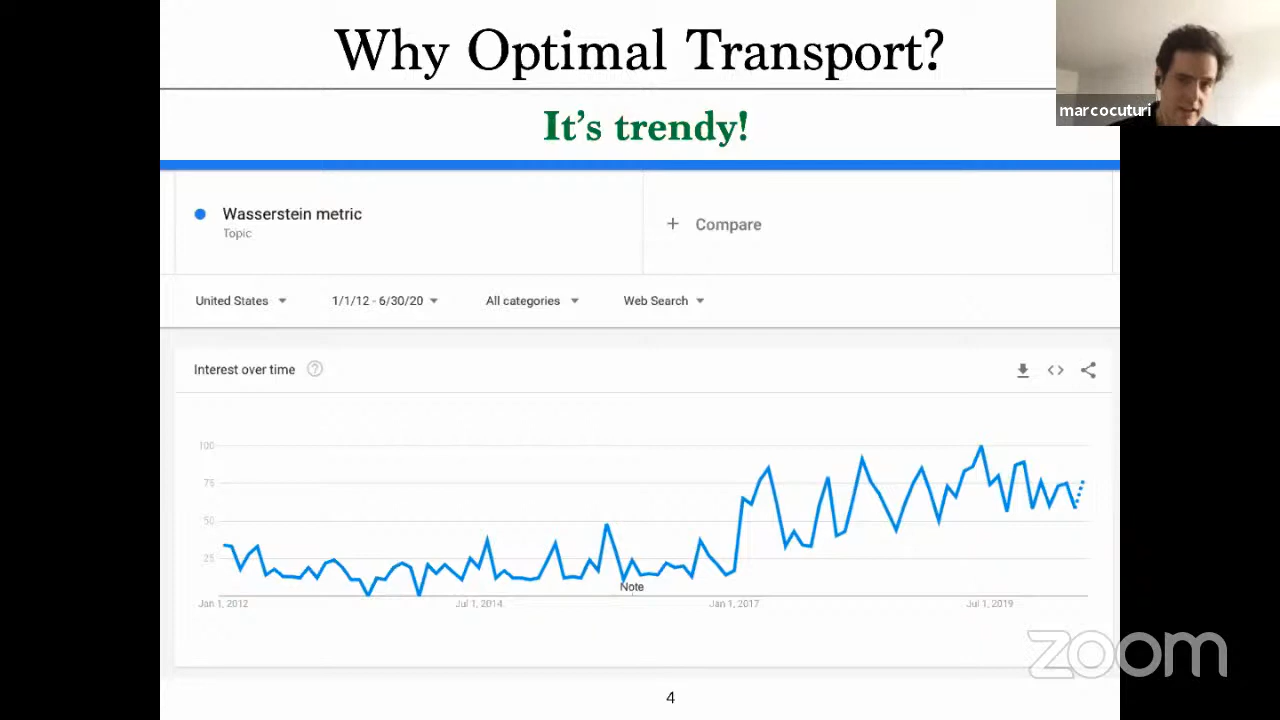 Why Optimal Transport?
marcocuturi
It's trendy!
Wasserstein metric
Topic
+ Compare
United States
1/1/12 - 6/30/20
All categories
Web Search
Interest over time
100
75
50
25
Note
Jan 1, 2012
Jul 1, 2014
Jan 1, 2017
Jul 1, 2019
zoom
4